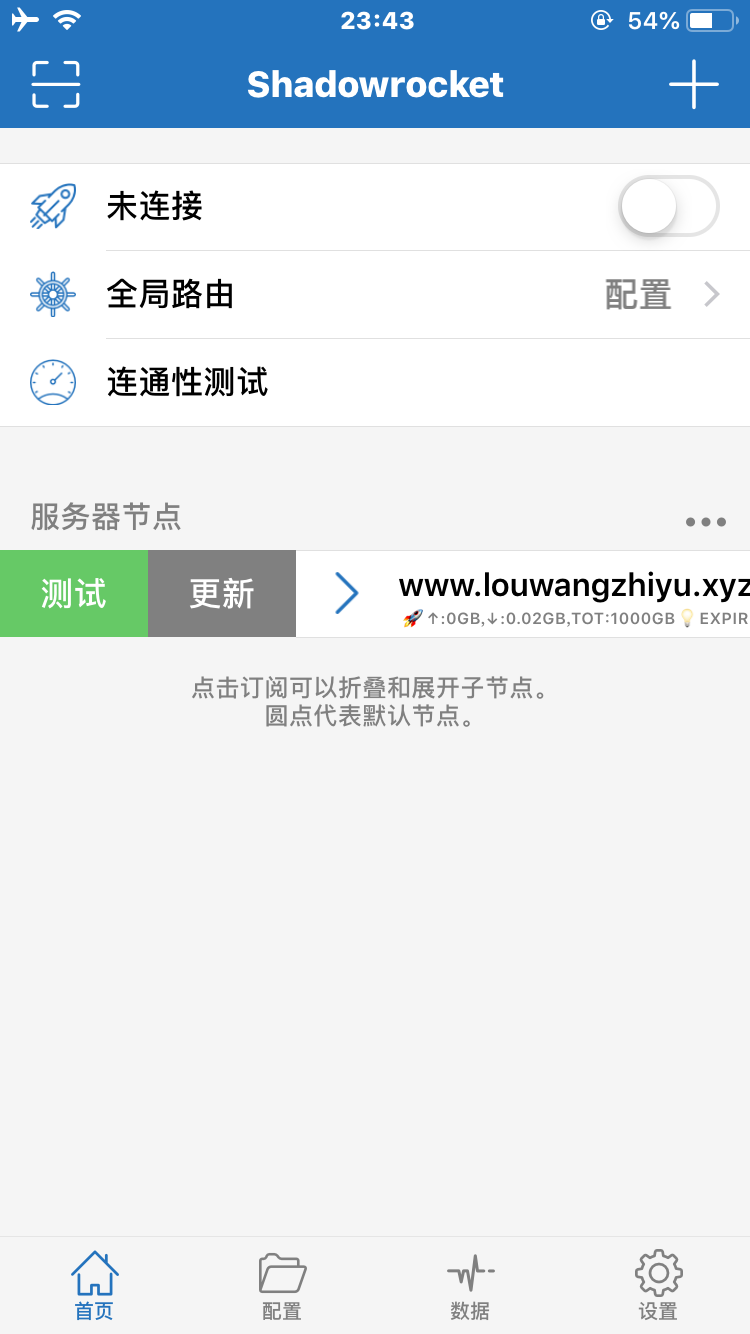 23:43
54%
Shadowrocket
未连接
全局路由
配置
连通性测试
服务器节点
测试
更新
www.louwangzhiyu.xyz
🚀↑:0GB,↓:0.02GB,TOT:1000GB💡EXPIR
点击订阅可以折叠和展开子节点。
圆点代表默认节点。
首页
配置
数据
设置